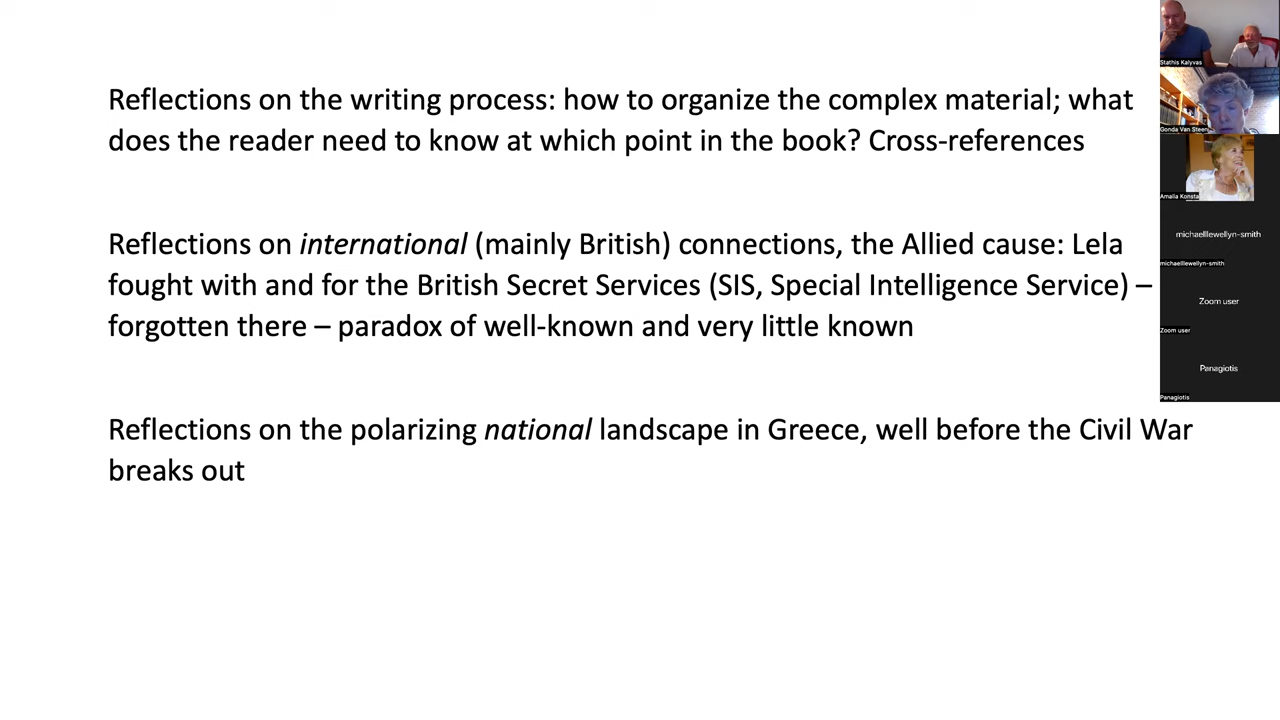 Reflections on the writing process: how to organize the complex material; what
does the reader need to know at which point in the book? Cross-references
Reflections on international (mainly British) connections, the Allied cause: Lela
fought with and for the British Secret Services (SIS, Special Intelligence Service) –
forgotten there – paradox of well-known and very little known
Reflections on the polarizing national landscape in Greece, well before the Civil War
breaks out
Stathis Kalyvas
Gonda Van Steen
Amalia Konsta
michaelllewellyn-smith
michaelllewellyn-smith
Zoom user
Zoom user
Panagiotis
Panagiotis